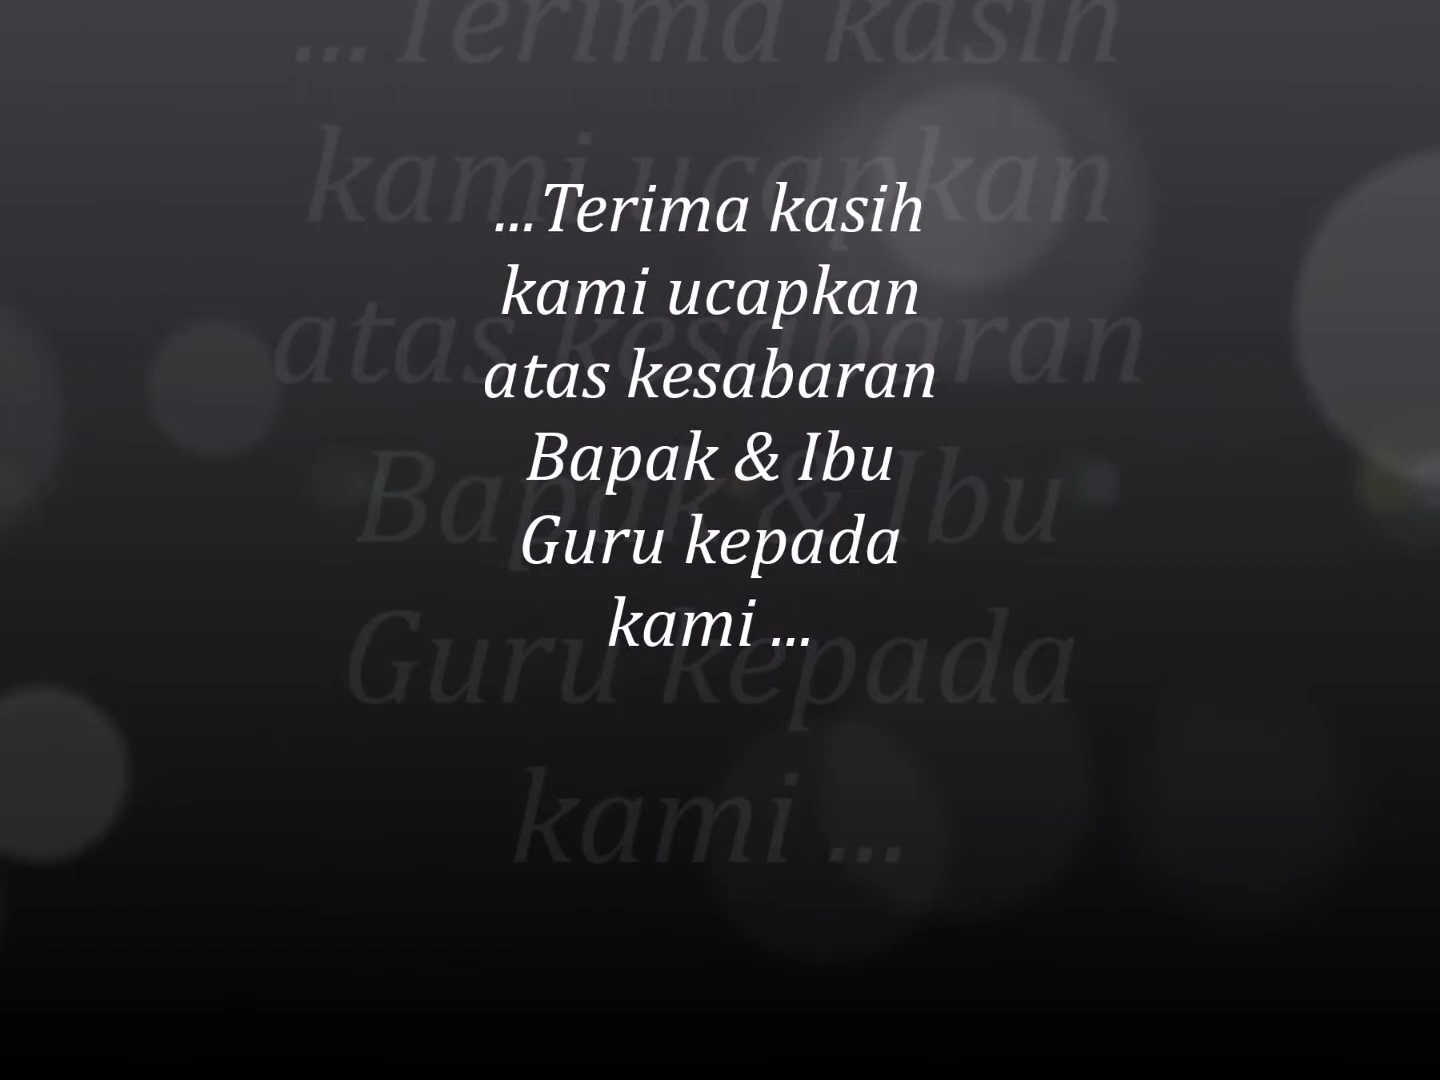 ...Terima kasih
kami ucapkan
atas kesabaran
Bapak & Ibu
Guru kepada
kami ...